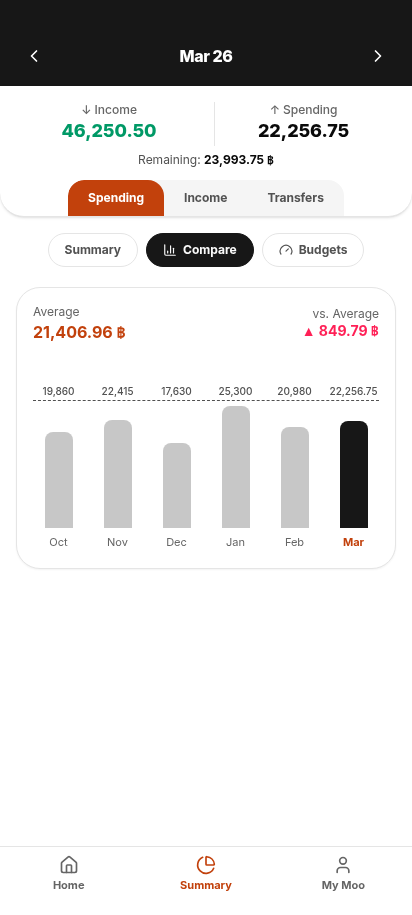 Mar 26
↓ Income
↑ Spending
46,250.50
22,256.75
Remaining: 23,993.75 ฿
Spending
Income
Transfers
Summary
Compare
Budgets
Average
vs. Average
21,406.96 ฿
▲ 849.79 ฿
19,860
22,415
17,630
25,300
20,980
22,256.75
Oct
Nov
Dec
Jan
Feb
Mar
Home
Summary
My Moo